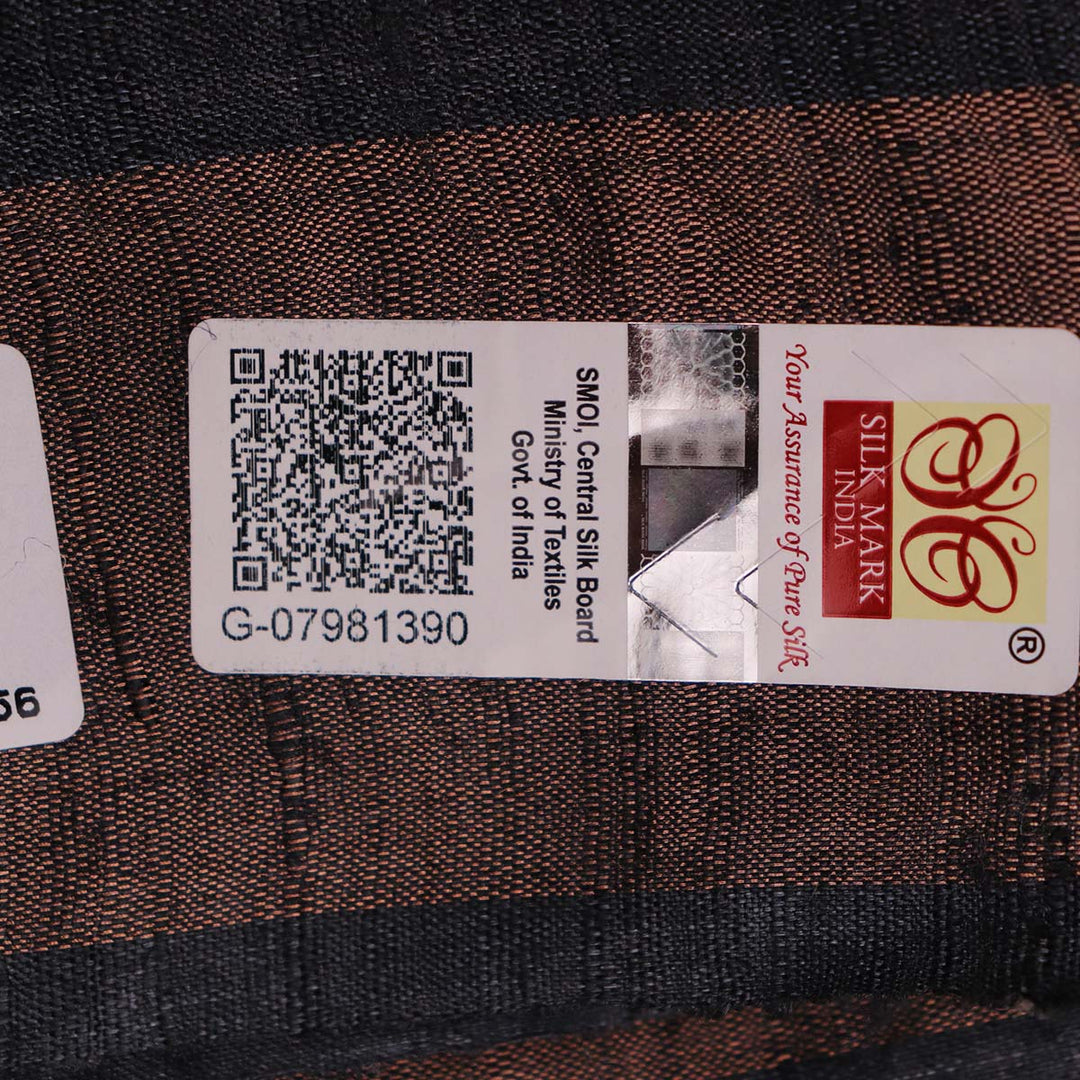 G-07981390
SMOI, Central Silk Board
Ministry of Textiles
Govt. of India
Your Assurance of Pure Silk
SILK MARK
INDIA
®
56